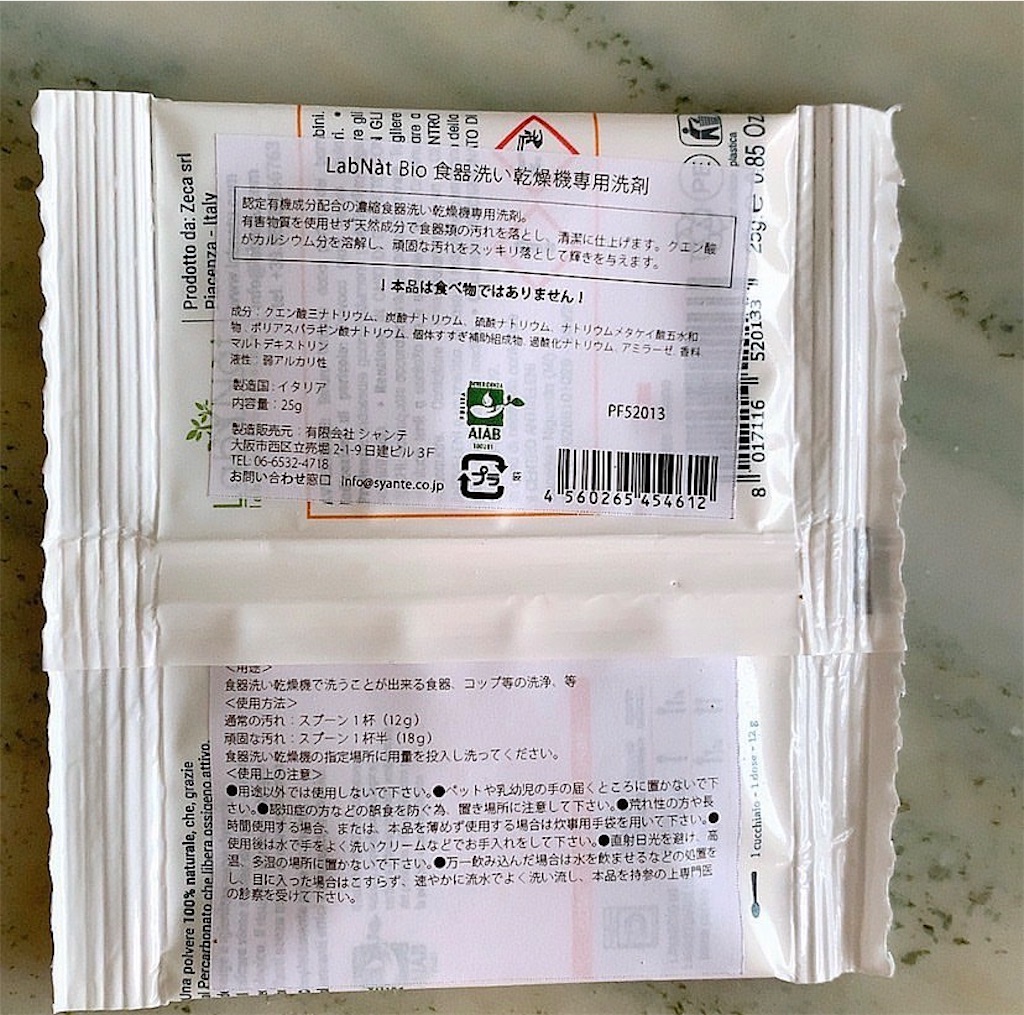 LabNàt Bio 食器洗い乾燥機専用洗剤
認定有機成分配合の濃縮食器洗い乾燥機専用洗剤。
有害物質を使用せず天然成分で食器類の汚れを落とし、清潔に仕上げます。クエン酸
がカルシウム分を溶解し、頑固な汚れをスッキリ落として輝きを与えます。
！本品は食べ物ではありません！
成分：クエン酸三ナトリウム、炭酸ナトリウム、硫酸ナトリウム、ナトリウムメタケイ酸五水和
物、ポリアスパラギン酸ナトリウム、個体すすぎ補助組成物、過酸化ナトリウム、アミラーゼ、香料
マルトデキストリン
液性：弱アルカリ性
製造国：イタリア
内容量：25g
製造販売元：有限会社 シャンテ
大阪市西区立売堀 2-1-9 日建ビル 3F
TEL 06-6532-4718
お問い合わせ窓口 info@syante.co.jp
AIAB
プラ
袋
PF52013
4 560265 454612
Prodotto da: Zeca srl
Piacenza - Italy
25g e 0.85 Oz
8 017116 520133
plastica
PE
<用途>
食器洗い乾燥機で洗うことが出来る食器、コップ等の洗浄、等
<使用方法>
通常の汚れ：スプーン1杯（12g）
頑固な汚れ：スプーン1杯半（18g）
食器洗い乾燥機の指定場所に用量を投入し洗ってください。
<使用上の注意>
●用途以外では使用しないで下さい。●ペットや乳幼児の手の届くところに置かないで下
さい。●認知症の方などの誤食を防ぐ為、置き場所に注意して下さい。●荒れ性の方や長
時間使用する場合、または、本品を薄めず使用する場合は炊事用手袋を用いて下さい。●
使用後は水で手をよく洗いクリームなどでお手入れをして下さい。●直射日光を避け、高
温、多湿の場所に置かないで下さい。●万一飲み込んだ場合は水を飲ませるなどの処置を
し、目に入った場合はこすらず、速やかに流水でよく洗い流し、本品を持参の上専門医
の診察を受けて下さい。
Una polvere 100% naturale, che, grazie
al Percarbonato che libera ossigeno attivo.
1 cucchiaio - 1 dose - 12 g